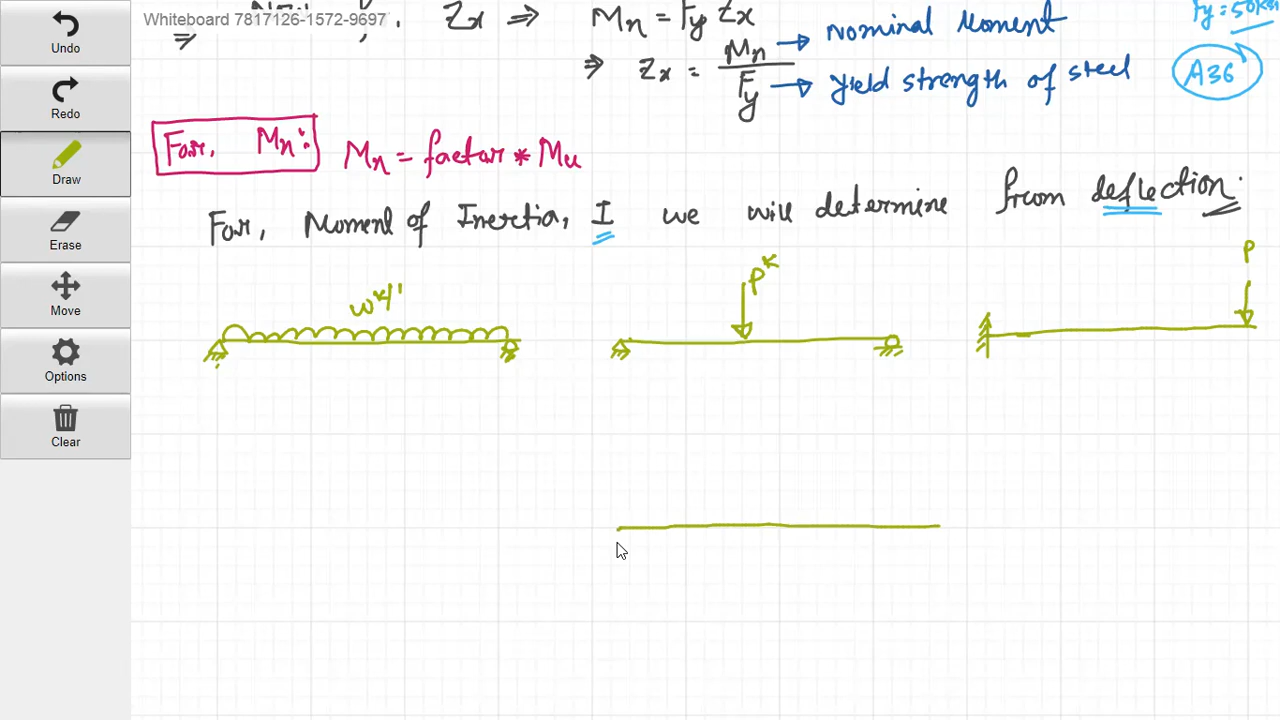 Whiteboard 7817126-1572-9697
Zx ⇒ Mn = Fy Zx
Fy = 50 ksi
⇒ Zx = Mn / Fy
→ nominal Moment
→ yield strength of steel
A36
For, Mn:
Mn = factor * Mu
For, Moment of Inertia, I we will determine from deflection.
w k/'
P k
P
Undo
Redo
Draw
Erase
Move
Options
Clear